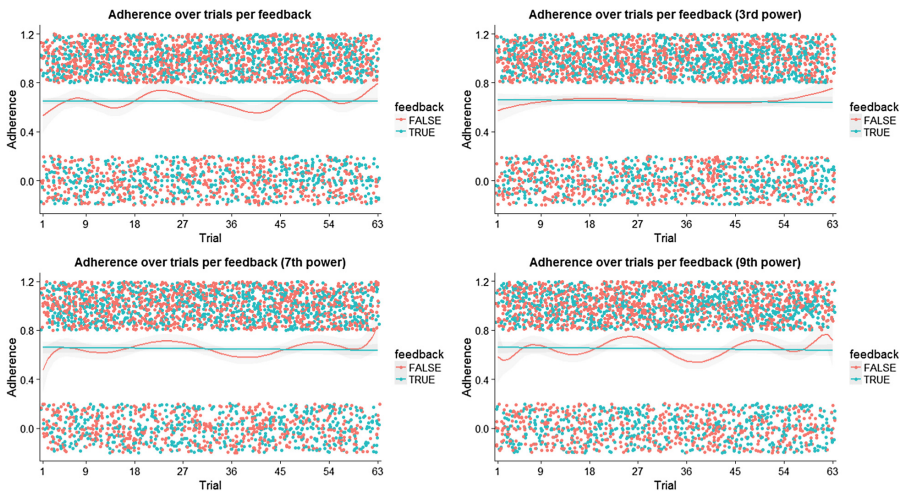 Adherence over trials per feedback
1.2
0.8
0.4
0.0
Adherence
1 9 18 27 36 45 54 63
Trial
feedback
FALSE
TRUE
Adherence over trials per feedback (3rd power)
1.2
0.8
0.4
0.0
Adherence
1 9 18 27 36 45 54 63
Trial
feedback
FALSE
TRUE
Adherence over trials per feedback (7th power)
1.2
0.8
0.4
0.0
Adherence
1 9 18 27 36 45 54 63
Trial
feedback
FALSE
TRUE
Adherence over trials per feedback (9th power)
1.2
0.8
0.4
0.0
Adherence
1 9 18 27 36 45 54 63
Trial
feedback
FALSE
TRUE